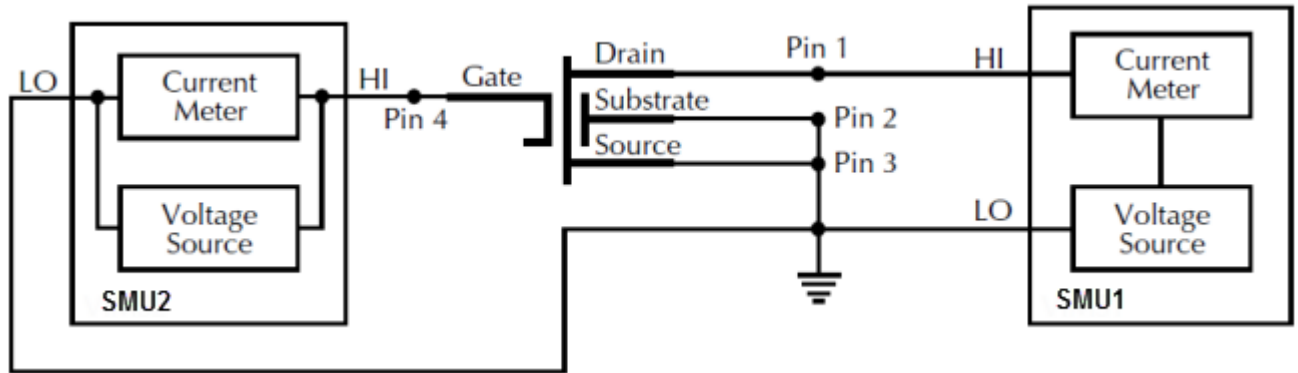 LO
Current
Meter
HI
Pin 4
Gate
Voltage
Source
SMU2
Drain
Substrate
Source
Pin 1
Pin 2
Pin 3
HI
LO
Current
Meter
Voltage
Source
SMU1